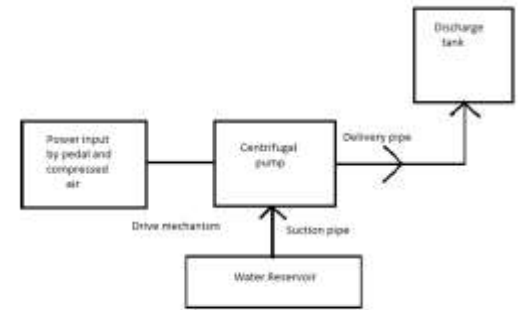 Discharge
tank
Power input
by pedal and
compressed
air
Centrifugal
pump
Delivery pipe
Drive mechanism
Suction pipe
Water Reservoir